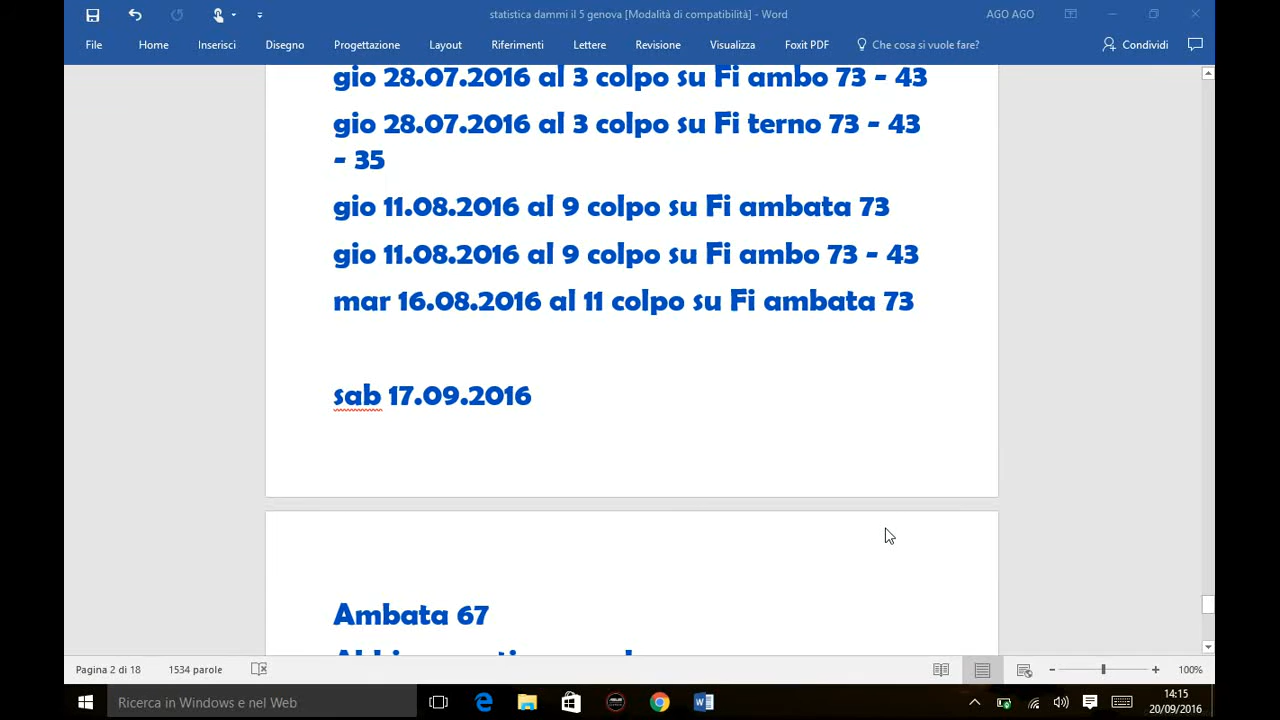 statistica dammi il 5 genova [Modalità di compatibilità] - Word
AGO AGO
File Home Inserisci Disegno Progettazione Layout Riferimenti Lettere Revisione Visualizza Foxit PDF Che cosa si vuole fare? Condividi
gio 28.07.2016 al 3 colpo su Fi ambo 73 - 43
gio 28.07.2016 al 3 colpo su Fi terno 73 - 43
- 35
gio 11.08.2016 al 9 colpo su Fi ambata 73
gio 11.08.2016 al 9 colpo su Fi ambo 73 - 43
mar 16.08.2016 al 11 colpo su Fi ambata 73
sab 17.09.2016
Ambata 67
Pagina 2 di 18 1534 parole 100%
Ricerca in Windows e nel Web
14:15
20/09/2016